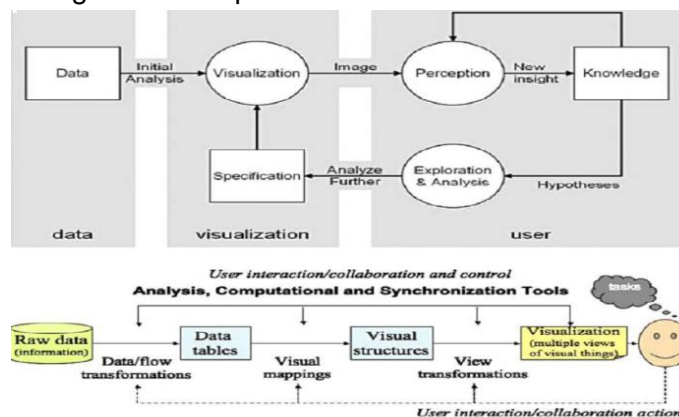 Data
Initial
Analysis
Visualization
Image
Perception
New
insight
Knowledge
Specification
Analyze
Further
Exploration
& Analysis
Hypotheses
data
visualization
user
User interaction/collaboration and control
Analysis, Computational and Synchronization Tools
tasks
Raw data
(information)
Data
tables
Visual
structures
Visualization
(multiple views
of visual things)
Data/flow
transformations
Visual
mappings
View
transformations
User interaction/collaboration action